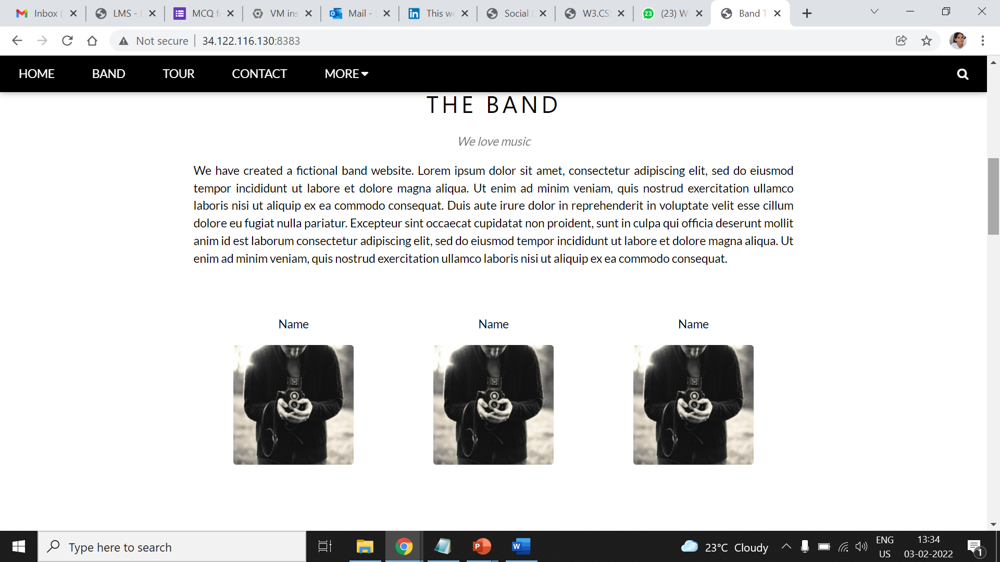 Inbox (
LMS - 
MCQ f
VM ins
Mail - S
in
This we
Social
W3.CS
23
(23) W
Band T
Not secure
34.122.116.130:8383
HOME
BAND
TOUR
CONTACT
MORE
THE BAND
We love music
We have created a fictional band website. Lorem ipsum dolor sit amet, consectetur adipiscing elit, sed do eiusmod
tempor incididunt ut labore et dolore magna aliqua. Ut enim ad minim veniam, quis nostrud exercitation ullamco
laboris nisi ut aliquip ex ea commodo consequat. Duis aute irure dolor in reprehenderit in voluptate velit esse cillum
dolore eu fugiat nulla pariatur. Excepteur sint occaecat cupidatat non proident, sunt in culpa qui officia deserunt mollit
anim id est laborum consectetur adipiscing elit, sed do eiusmod tempor incididunt ut labore et dolore magna aliqua. Ut
enim ad minim veniam, quis nostrud exercitation ullamco laboris nisi ut aliquip ex ea commodo consequat.
Name
Name
Name
Type here to search
P
W
23°C Cloudy
ENG
US
13:34
03-02-2022
1